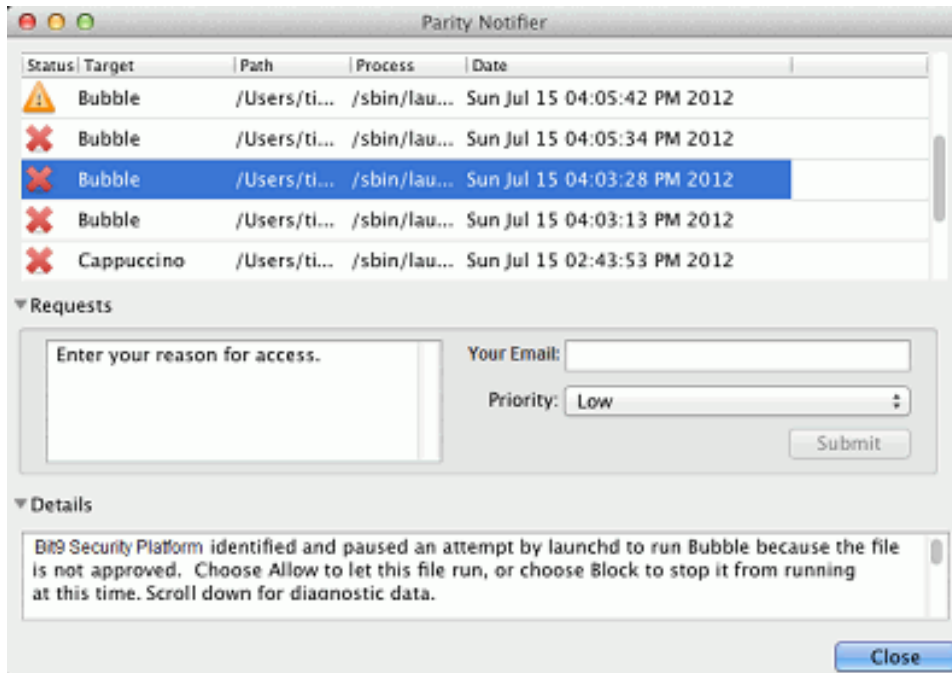 Parity Notifier
Status Target Path Process Date
Bubble /Users/ti... /sbin/lau... Sun Jul 15 04:05:42 PM 2012
Bubble /Users/ti... /sbin/lau... Sun Jul 15 04:05:34 PM 2012
Bubble /Users/ti... /sbin/lau... Sun Jul 15 04:03:28 PM 2012
Bubble /Users/ti... /sbin/lau... Sun Jul 15 04:03:13 PM 2012
Cappuccino /Users/ti... /sbin/lau... Sun Jul 15 02:43:53 PM 2012
Requests
Enter your reason for access.
Your Email:
Priority: Low
Submit
Details
Bit9 Security Platform identified and paused an attempt by launchd to run Bubble because the file
is not approved. Choose Allow to let this file run, or choose Block to stop it from running
at this time. Scroll down for diagnostic data.
Close